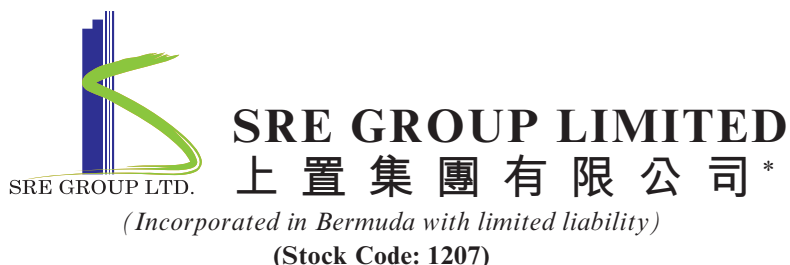 SRE GROUP LTD.
SRE GROUP LIMITED
上置集團有限公司*
(Incorporated in Bermuda with limited liability)
(Stock Code: 1207)